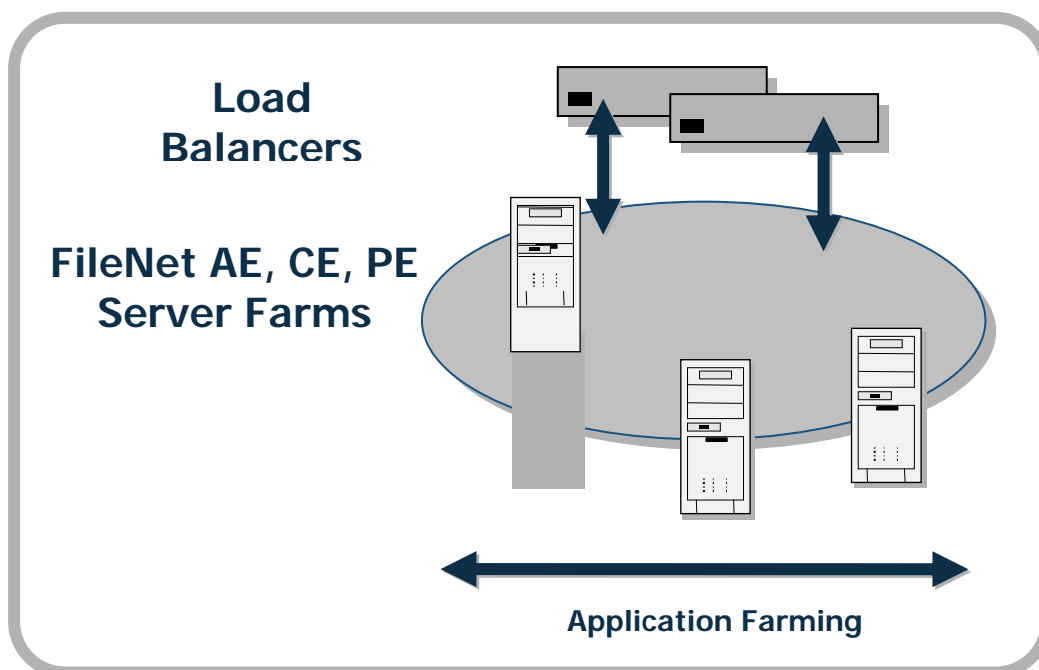 Load
Balancers
FileNet AE, CE, PE
Server Farms
Application Farming